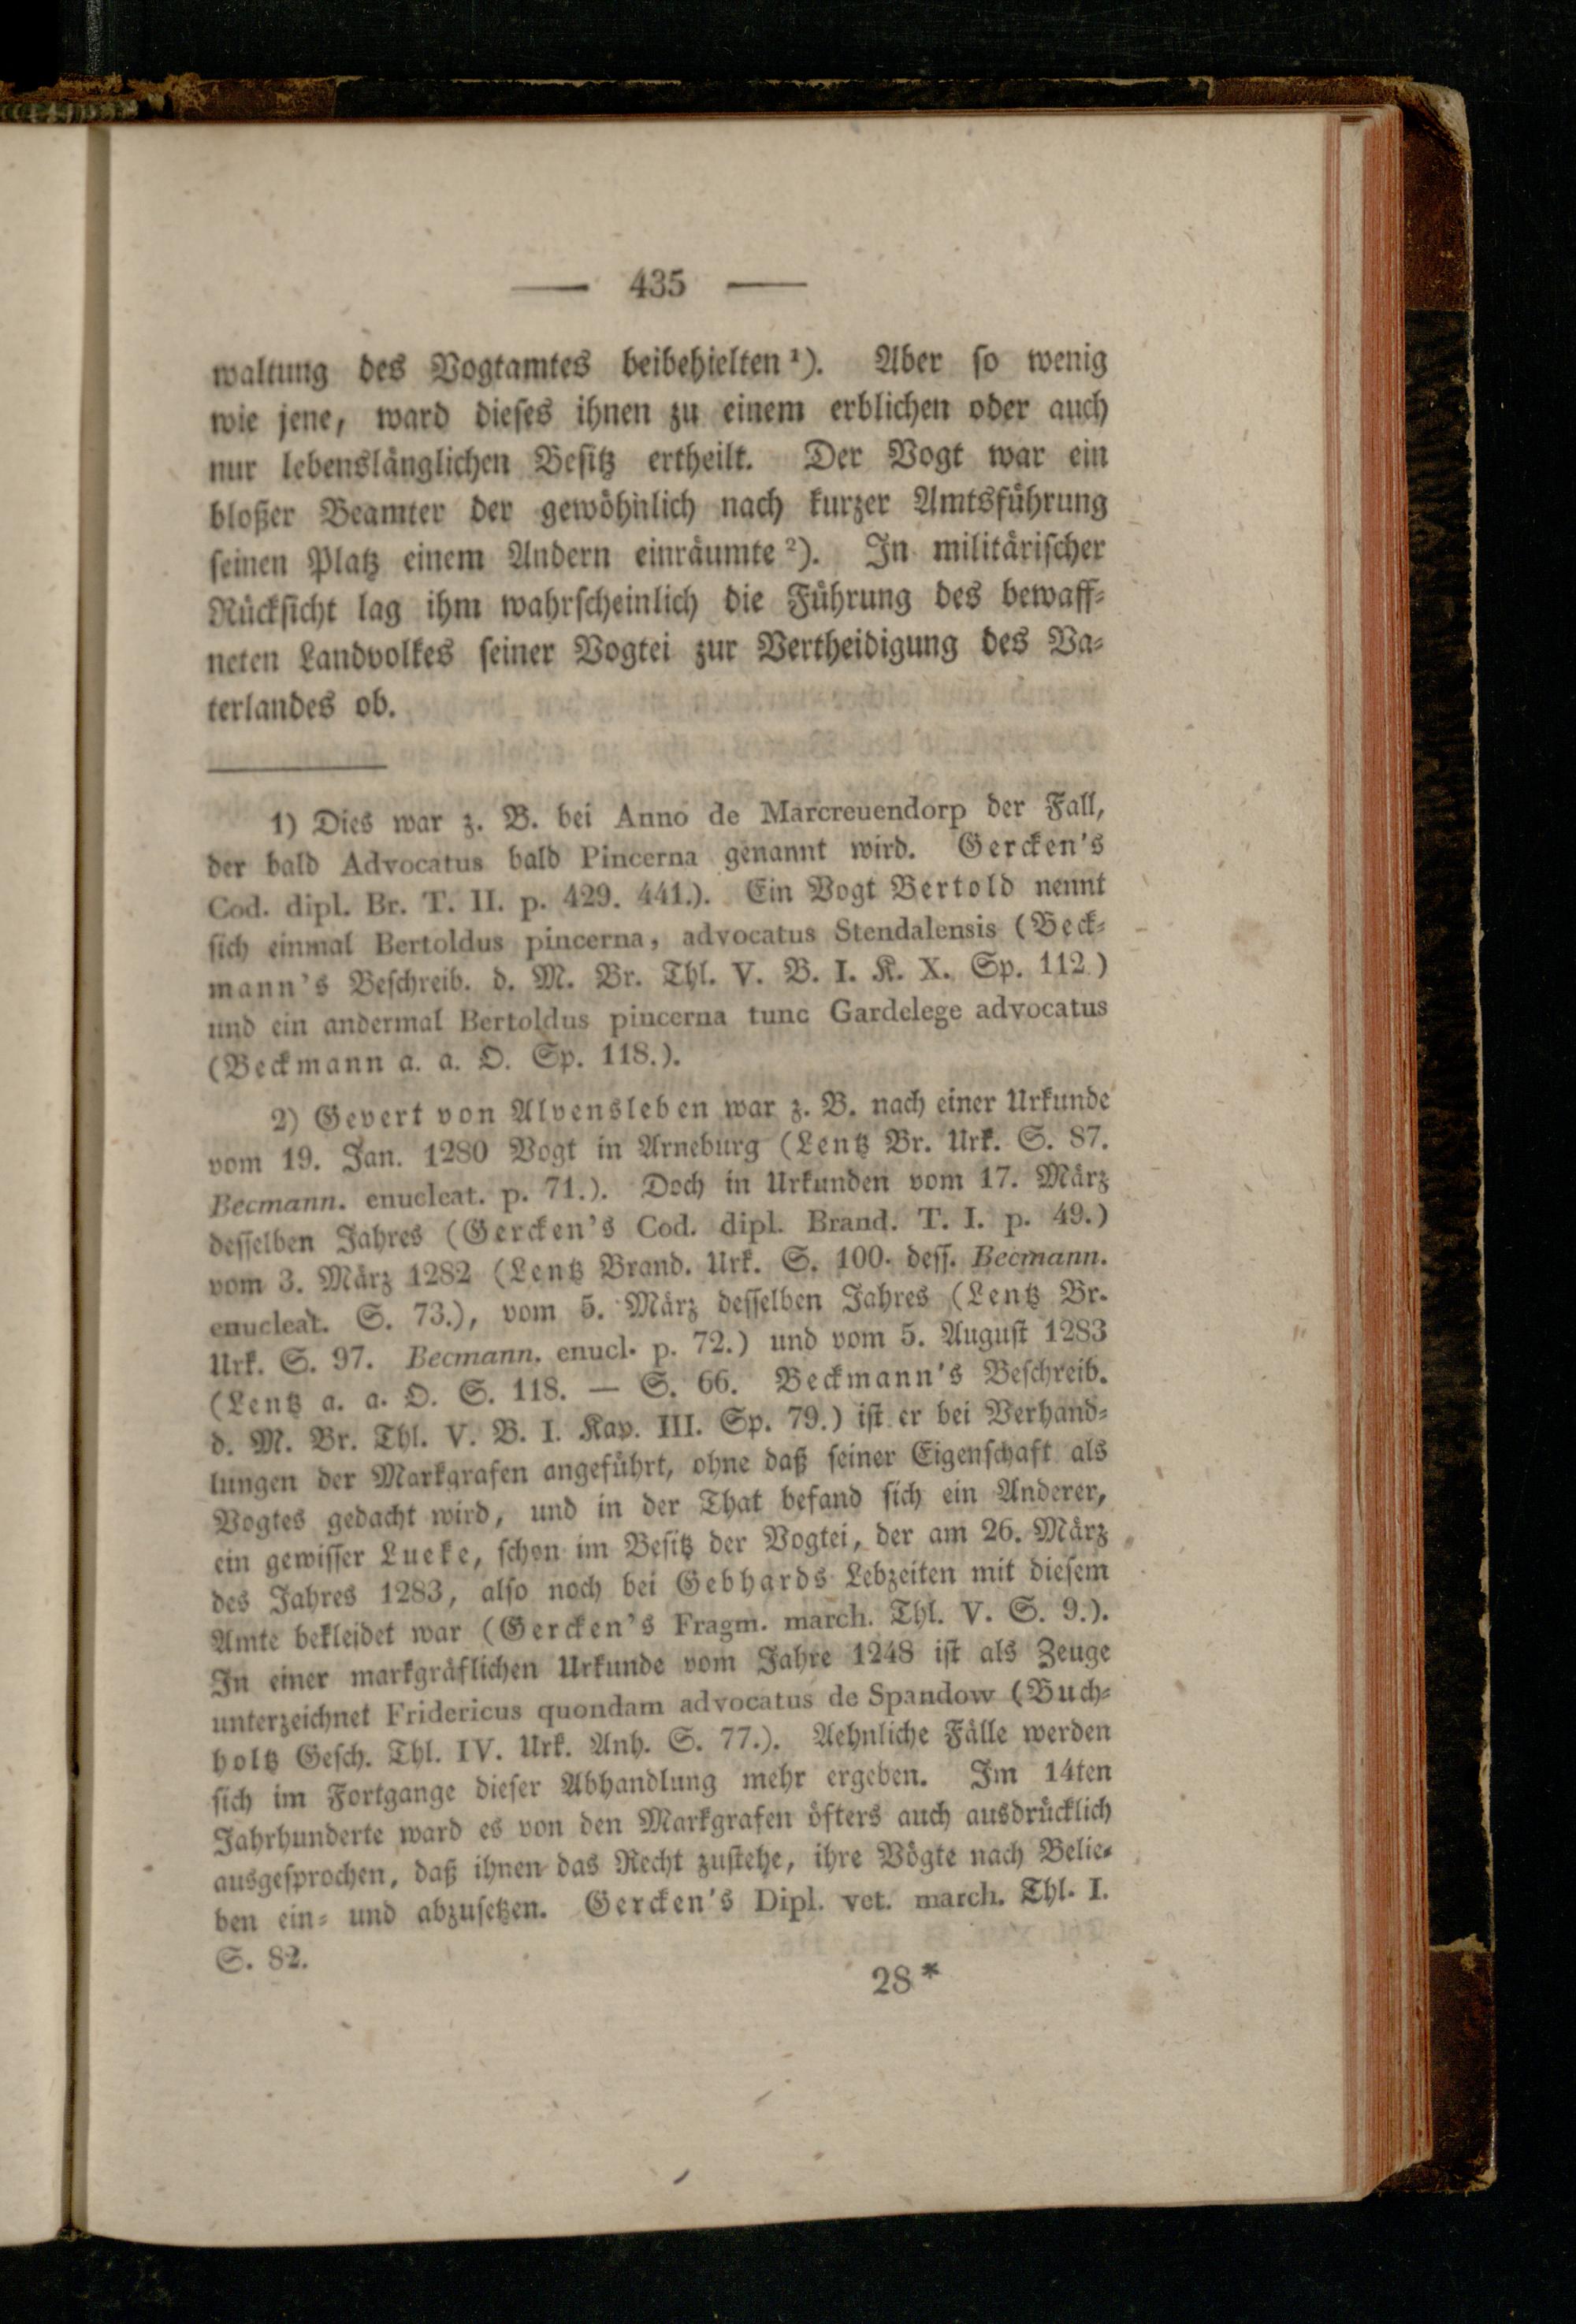 — 435 —
waltung des Vogtamtes beibehielten ¹). Aber ſo wenig
wie jene, ward dieſes ihnen zu einem erblichen oder auch
nur lebenslänglichen Beſitz ertheilt. Der Vogt war ein
bloßer Beamter der gewöhnlich nach kurzer Amtsführung
ſeinen Platz einem Andern einräumte ²). In militäriſcher
Rückſicht lag ihm wahrſcheinlich die Führung des bewaff⸗
neten Landvolkes ſeiner Vogtei zur Vertheidigung des Va⸗
terlandes ob.
1) Dies war z. B. bei Anno de Marcreuendorp der Fall,
der bald Advocatus bald Pincerna genannt wird. Gercken's
Cod. dipl. Br. T. II. p. 429. 441.). Ein Vogt Bertold nennt
ſich einmal Bertoldus pincerna, advocatus Stendalensis (Beck⸗
mann's Beſchreib. d. M. Br. Thl. V. B. I. K. X. Sp. 112.)
und ein andermal Bertoldus pincerna tunc Gardelege advocatus
(Beckmann a. a. O. Sp. 118.).
2) Gevert von Alvensleben war z. B. nach einer Urkunde
vom 19. Jan. 1280 Vogt in Arneburg (Lentz Br. Urk. S. 87.
Becmann. enucleat. p. 71.). Doch in Urkunden vom 17. März
deſſelben Jahres (Gercken's Cod. dipl. Brand. T. I. p. 49.)
vom 3. März 1282 (Lentz Brand. Urk. S. 100. deſſ. Becmann.
enucleat. S. 73.), vom 5. März deſſelben Jahres (Lentz Br.
Urk. S. 97. Becmann. enucl. p. 72.) und vom 5. Auguſt 1283
(Lentz a. a. O. S. 118. — S. 66. Beckmann's Beſchreib.
d. M. Br. Thl. V. B. I. Kap. III. Sp. 79.) iſt er bei Verhand⸗
lungen der Markgrafen angeführt, ohne daß ſeiner Eigenſchaft als
Vogtes gedacht wird, und in der That befand ſich ein Anderer,
ein gewiſſer Lueke, ſchon im Beſitz der Vogtei, der am 26. März
des Jahres 1283, alſo noch bei Gebhards Lebzeiten mit dieſem
Amte bekleidet war (Gercken's Fragm. march. Thl. V. S. 9.).
In einer markgräflichen Urkunde vom Jahre 1248 iſt als Zeuge
unterzeichnet Fridericus quondam advocatus de Spandow (Buch⸗
holtz Geſch. Thl. IV. Urk. Anh. S. 77.). Aehnliche Fälle werden
ſich im Fortgange dieſer Abhandlung mehr ergeben. Im 14ten
Jahrhunderte ward es von den Markgrafen öfters auch ausdrücklich
ausgeſprochen, daß ihnen das Recht zuſtehe, ihre Vögte nach Belie⸗
ben ein⸗ und abzuſetzen. Gercken's Dipl. vet. march. Thl. I.
S. 82.
28*